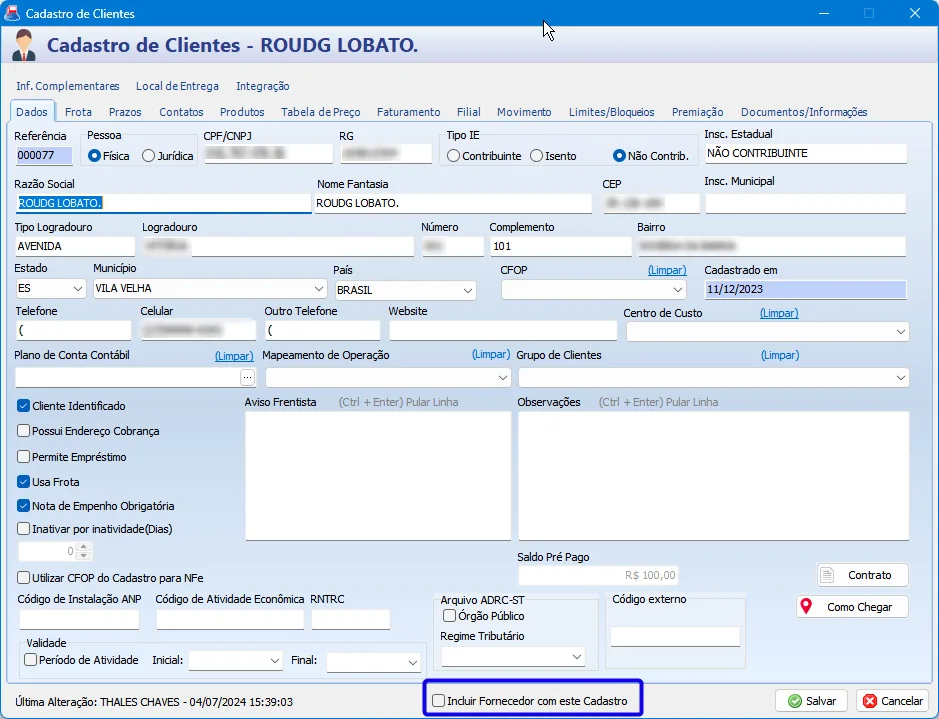 Cadastro de Clientes
Cadastro de Clientes - ROUDG LOBATO.
Inf. Complementares Local de Entrega Integração
Dados Frota Prazos Contatos Produtos Tabela de Preço Faturamento Filial Movimento Limites/Bloqueios Premiação Documentos/Informações
Referência Pessoa CPF/CNPJ RG Tipo IE Insc. Estadual
000077 Física Jurídica Contribuinte Isento Não Contrib. NÃO CONTRIBUINTE
Razão Social Nome Fantasia CEP Insc. Municipal
ROUDG LOBATO. ROUDG LOBATO.
Tipo Logradouro Logradouro Número Complemento Bairro
AVENIDA 101
Estado Município País CFOP (Limpar) Cadastrado em
ES VILA VELHA BRASIL 11/12/2023
Telefone Celular Outro Telefone Website Centro de Custo (Limpar)
( (
Plano de Conta Contábil (Limpar) Mapeamento de Operação (Limpar) Grupo de Clientes (Limpar)
...
Cliente Identificado Aviso Frentista (Ctrl + Enter) Pular Linha Observações (Ctrl + Enter) Pular Linha
Possui Endereço Cobrança
Permite Empréstimo
Usa Frota
Nota de Empenho Obrigatória
Inativar por inatividade(Dias)
0
Saldo Pré Pago
R$ 100,00 Contrato
Utilizar CFOP do Cadastro para NFe
Código de Instalação ANP Código de Atividade Econômica RNTRC Arquivo ADRC-ST Código externo Como Chegar
Órgão Público
Regime Tributário
Validade
Período de Atividade Inicial: Final:
Última Alteração: THALES CHAVES - 04/07/2024 15:39:03 Incluir Fornecedor com este Cadastro Salvar Cancelar